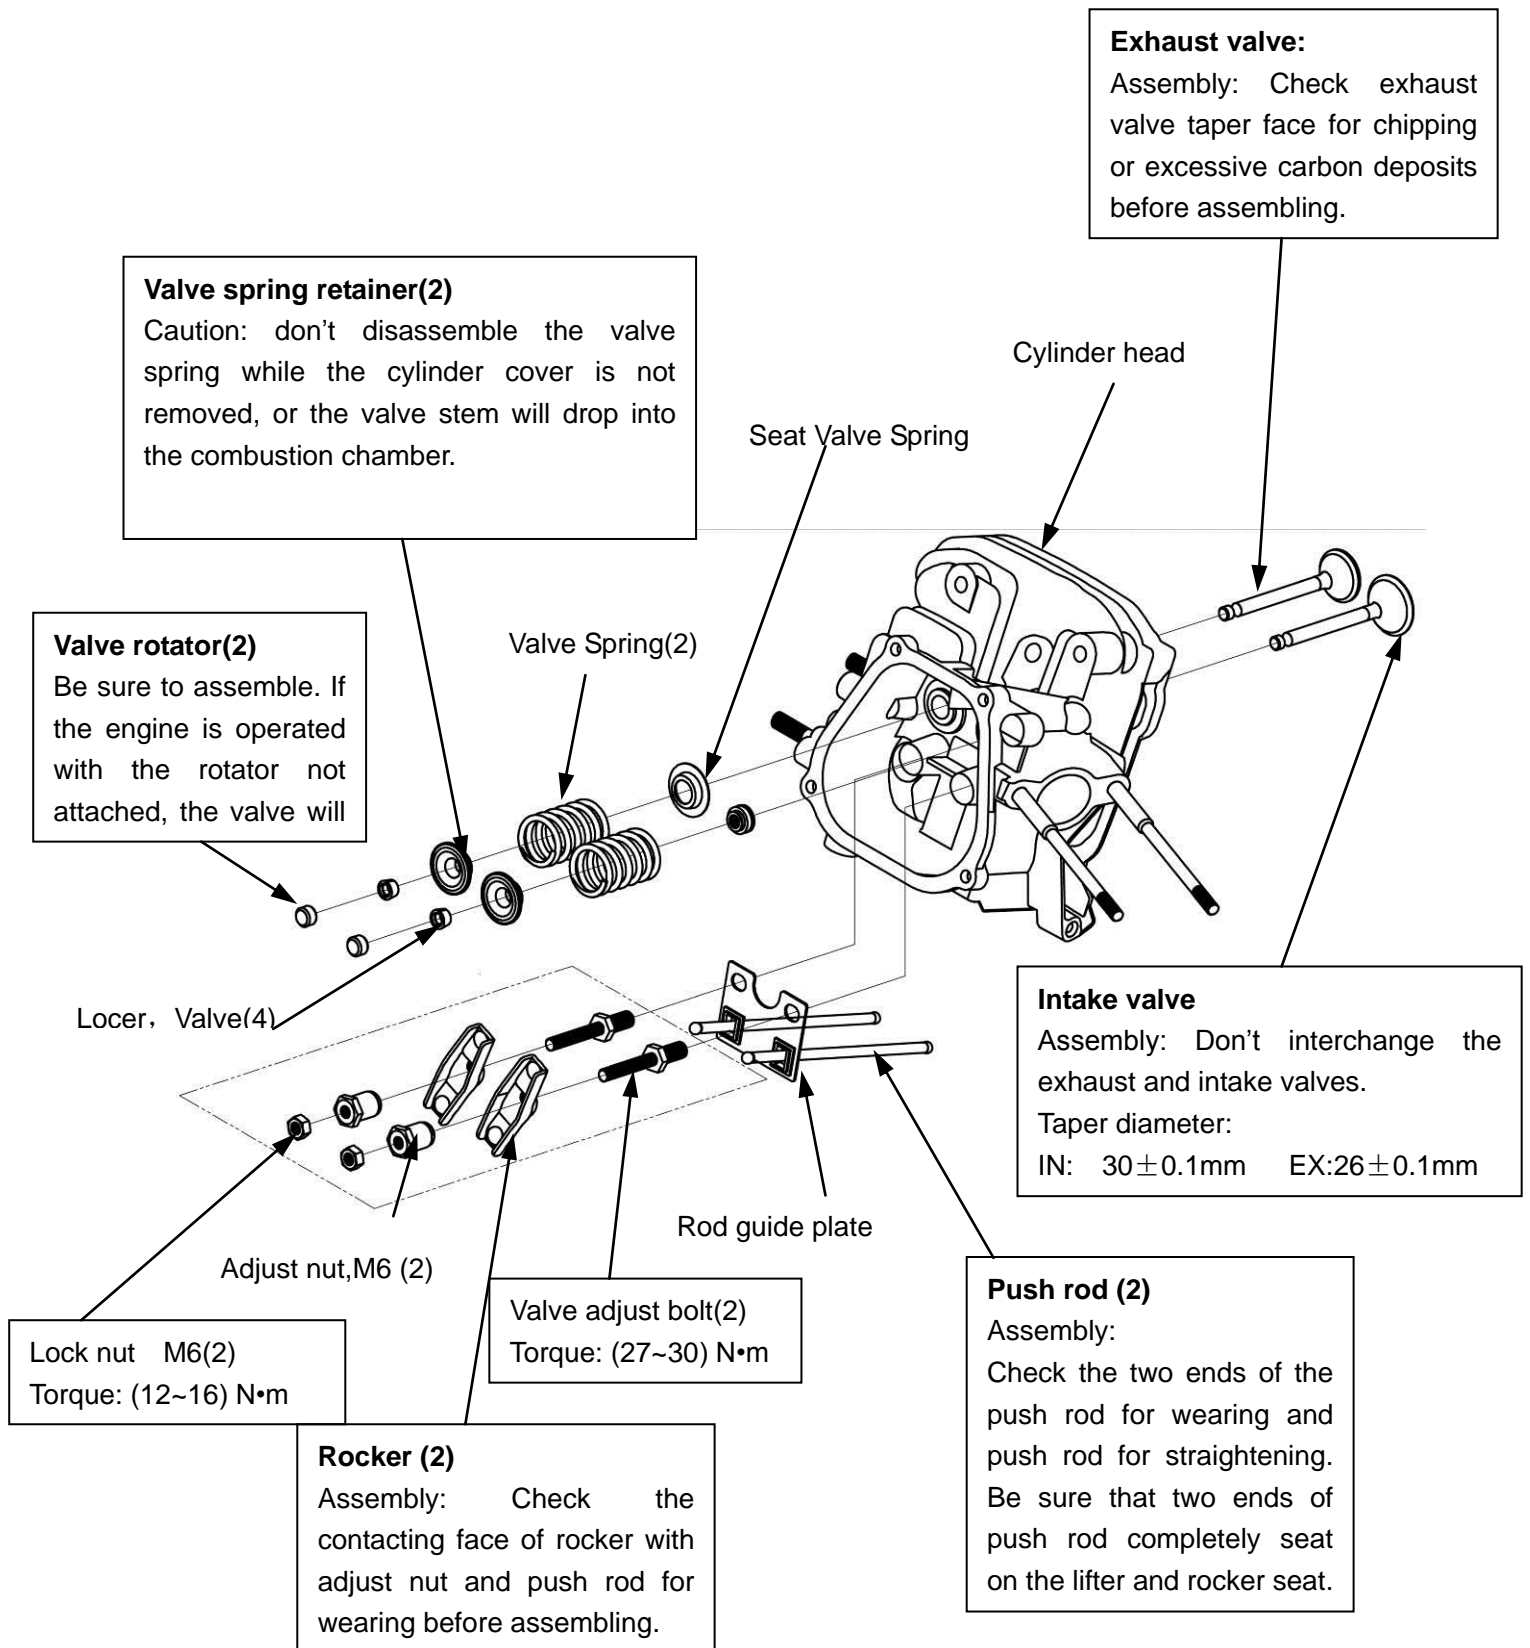 Exhaust valve:
Assembly: Check exhaust
valve taper face for chipping
or excessive carbon deposits
before assembling.
Valve spring retainer(2)
Caution: don’t disassemble the valve
spring while the cylinder cover is not
removed, or the valve stem will drop into
the combustion chamber.
Cylinder head
Seat Valve Spring
Valve rotator(2)
Be sure to assemble. If
the engine is operated
with the rotator not
attached, the valve will
Valve Spring(2)
Locer，Valve(4)
Intake valve
Assembly: Don’t interchange the
exhaust and intake valves.
Taper diameter:
IN: 30±0.1mm EX:26±0.1mm
Rod guide plate
Adjust nut,M6 (2)
Valve adjust bolt(2)
Torque: (27~30) N•m
Push rod (2)
Assembly:
Check the two ends of the
push rod for wearing and
push rod for straightening.
Be sure that two ends of
push rod completely seat
on the lifter and rocker seat.
Lock nut M6(2)
Torque: (12~16) N•m
Rocker (2)
Assembly: Check the
contacting face of rocker with
adjust nut and push rod for
wearing before assembling.